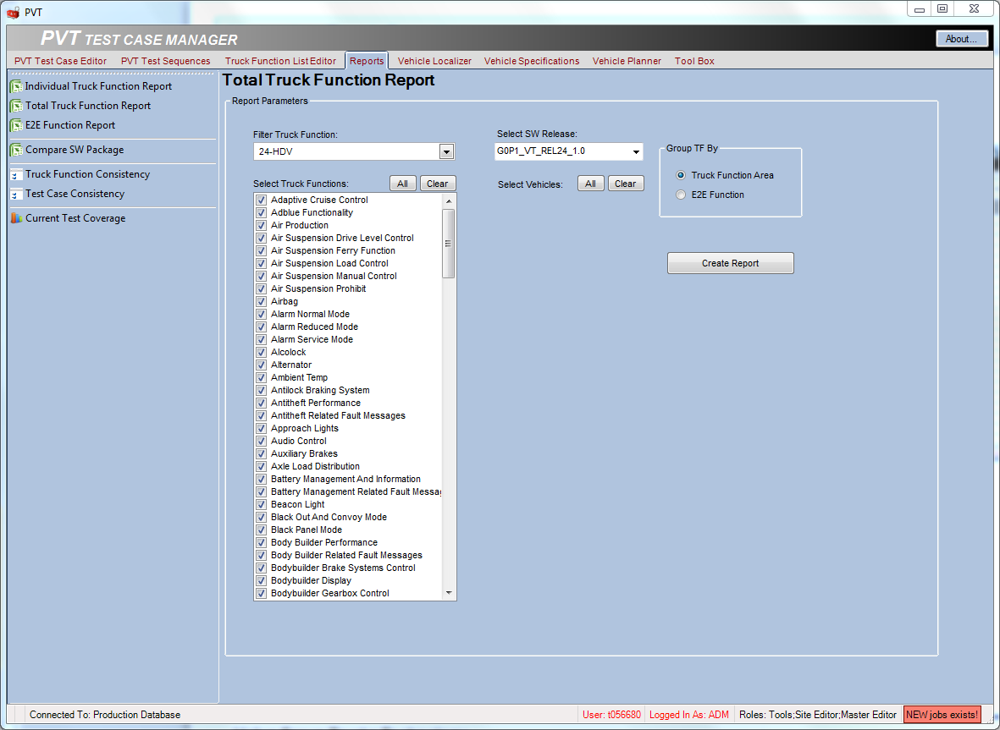 PVT
PVT TEST CASE MANAGER
About...
PVT Test Case Editor PVT Test Sequences Truck Function List Editor Reports Vehicle Localizer Vehicle Specifications Vehicle Planner Tool Box
Individual Truck Function Report
Total Truck Function Report
E2E Function Report
Compare SW Package
Truck Function Consistency
Test Case Consistency
Current Test Coverage
Total Truck Function Report
Report Parameters
Filter Truck Function:
24-HDV
Select Truck Functions: All Clear
Adaptive Cruise Control
Adblue Functionality
Air Production
Air Suspension Drive Level Control
Air Suspension Ferry Function
Air Suspension Load Control
Air Suspension Manual Control
Air Suspension Prohibit
Airbag
Alarm Normal Mode
Alarm Reduced Mode
Alarm Service Mode
Alcolock
Alternator
Ambient Temp
Antilock Braking System
Antitheft Performance
Antitheft Related Fault Messages
Approach Lights
Audio Control
Auxiliary Brakes
Axle Load Distribution
Battery Management And Information
Battery Management Related Fault Messag
Beacon Light
Black Out And Convoy Mode
Black Panel Mode
Body Builder Performance
Body Builder Related Fault Messages
Bodybuilder Brake Systems Control
Bodybuilder Display
Bodybuilder Gearbox Control
Select SW Release:
G0P1_VT_REL24_1.0
Select Vehicles: All Clear
Group TF By
Truck Function Area
E2E Function
Create Report
Connected To: Production Database User: t056680 Logged In As: ADM Roles: Tools;Site Editor;Master Editor NEW jobs exists!